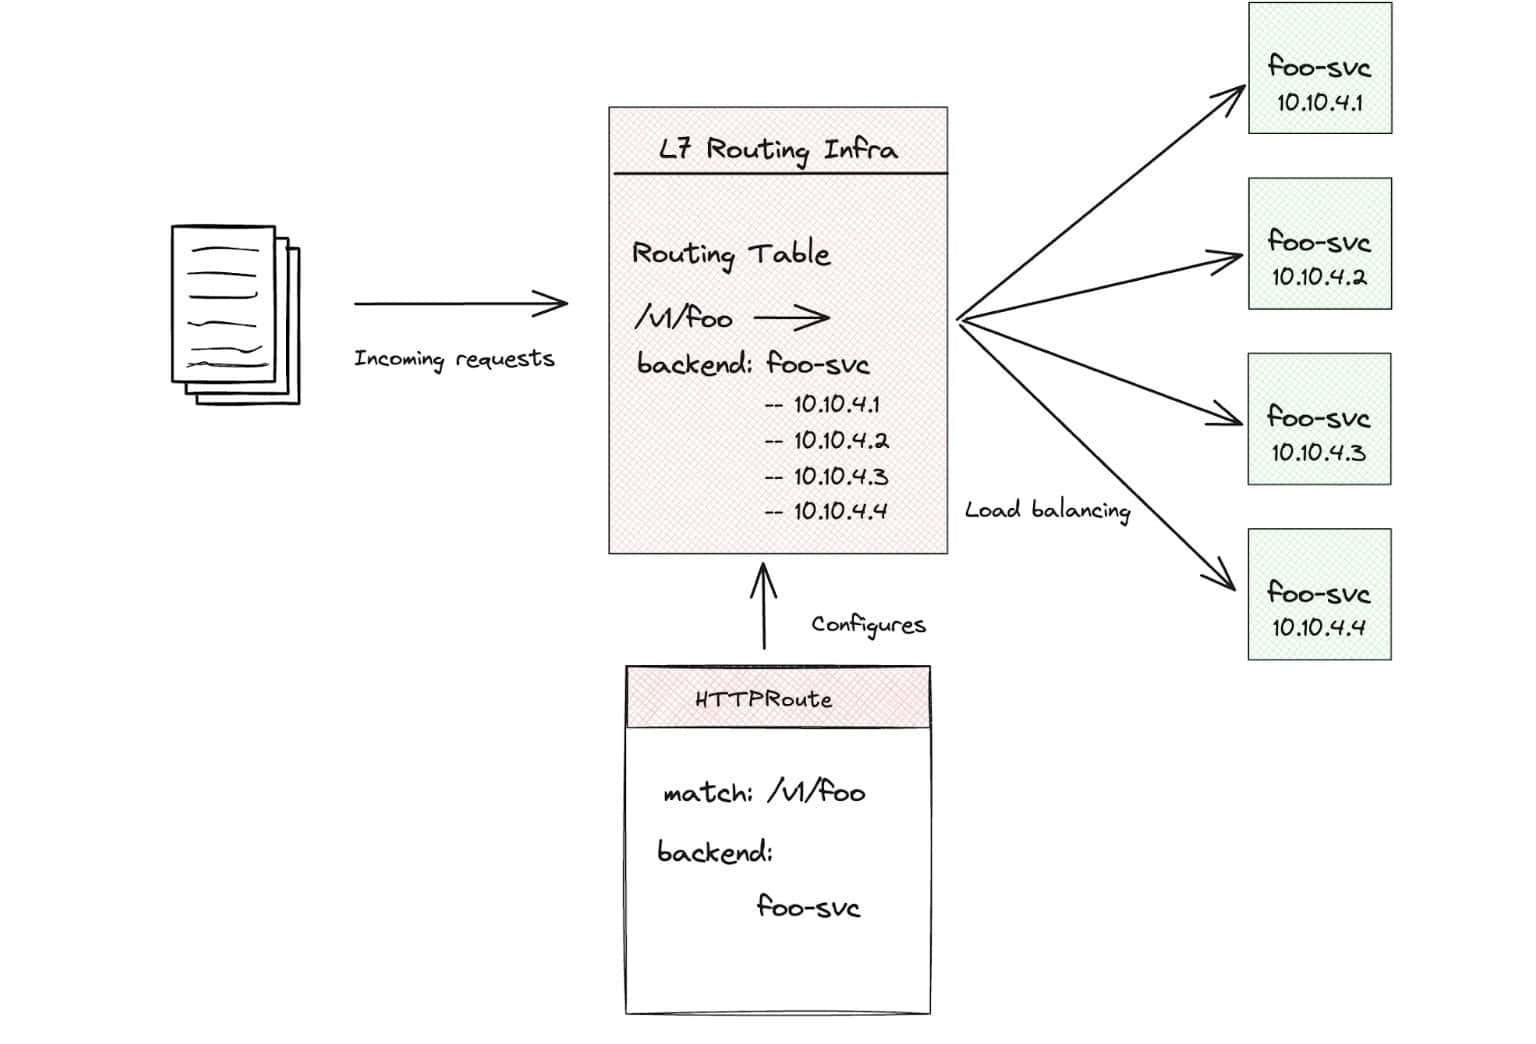 foo-svc
10.10.4.1
L7 Routing Infra
Routing Table
/v1/foo
backend: foo-svc
-- 10.10.4.1
-- 10.10.4.2
-- 10.10.4.3
-- 10.10.4.4
Incoming requests
foo-svc
10.10.4.2
foo-svc
10.10.4.3
Load balancing
foo-svc
10.10.4.4
Configures
HTTPRoute
match: /v1/foo
backend:
foo-svc